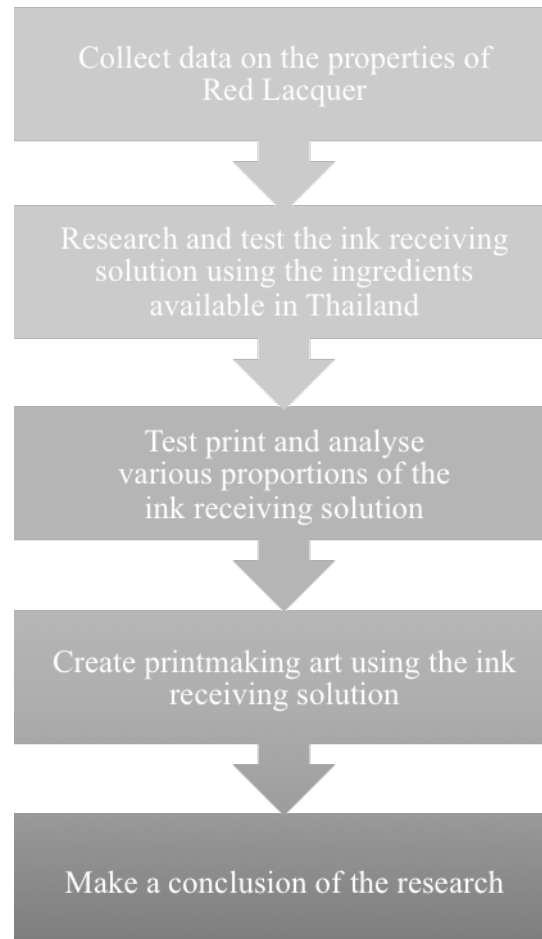 Collect data on the properties of
Red Lacquer
Research and test the ink receiving
solution using the ingredients
available in Thailand
Test print and analyse
various proportions of the
ink receiving solution
Create printmaking art using the ink
receiving solution
Make a conclusion of the research